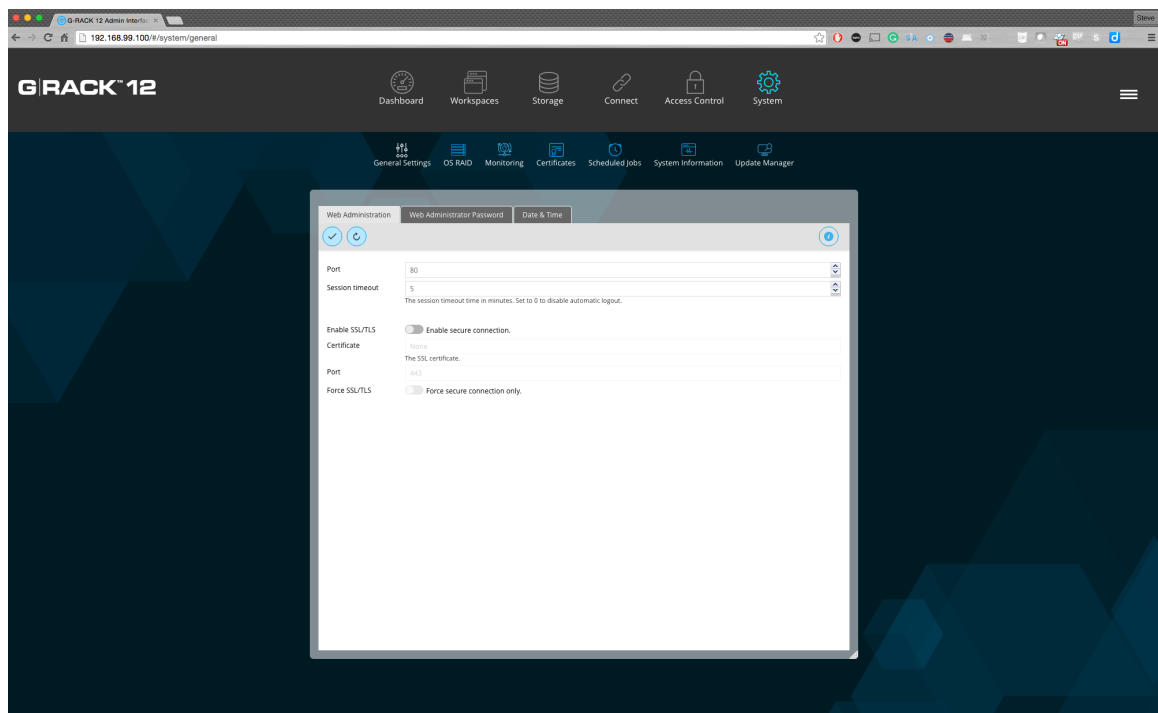 G-RACK 12 Admin Interfac
Steve
192.168.99.100/#/system/general
G|RACK™ 12
Dashboard Workspaces Storage Connect Access Control System
General Settings OS RAID Monitoring Certificates Scheduled Jobs System Information Update Manager
Web Administration Web Administrator Password Date & Time
Port 80
Session timeout 5
The session timeout time in minutes. Set to 0 to disable automatic logout.
Enable SSL/TLS Enable secure connection.
Certificate None
The SSL certificate.
Port 443
Force SSL/TLS Force secure connection only.